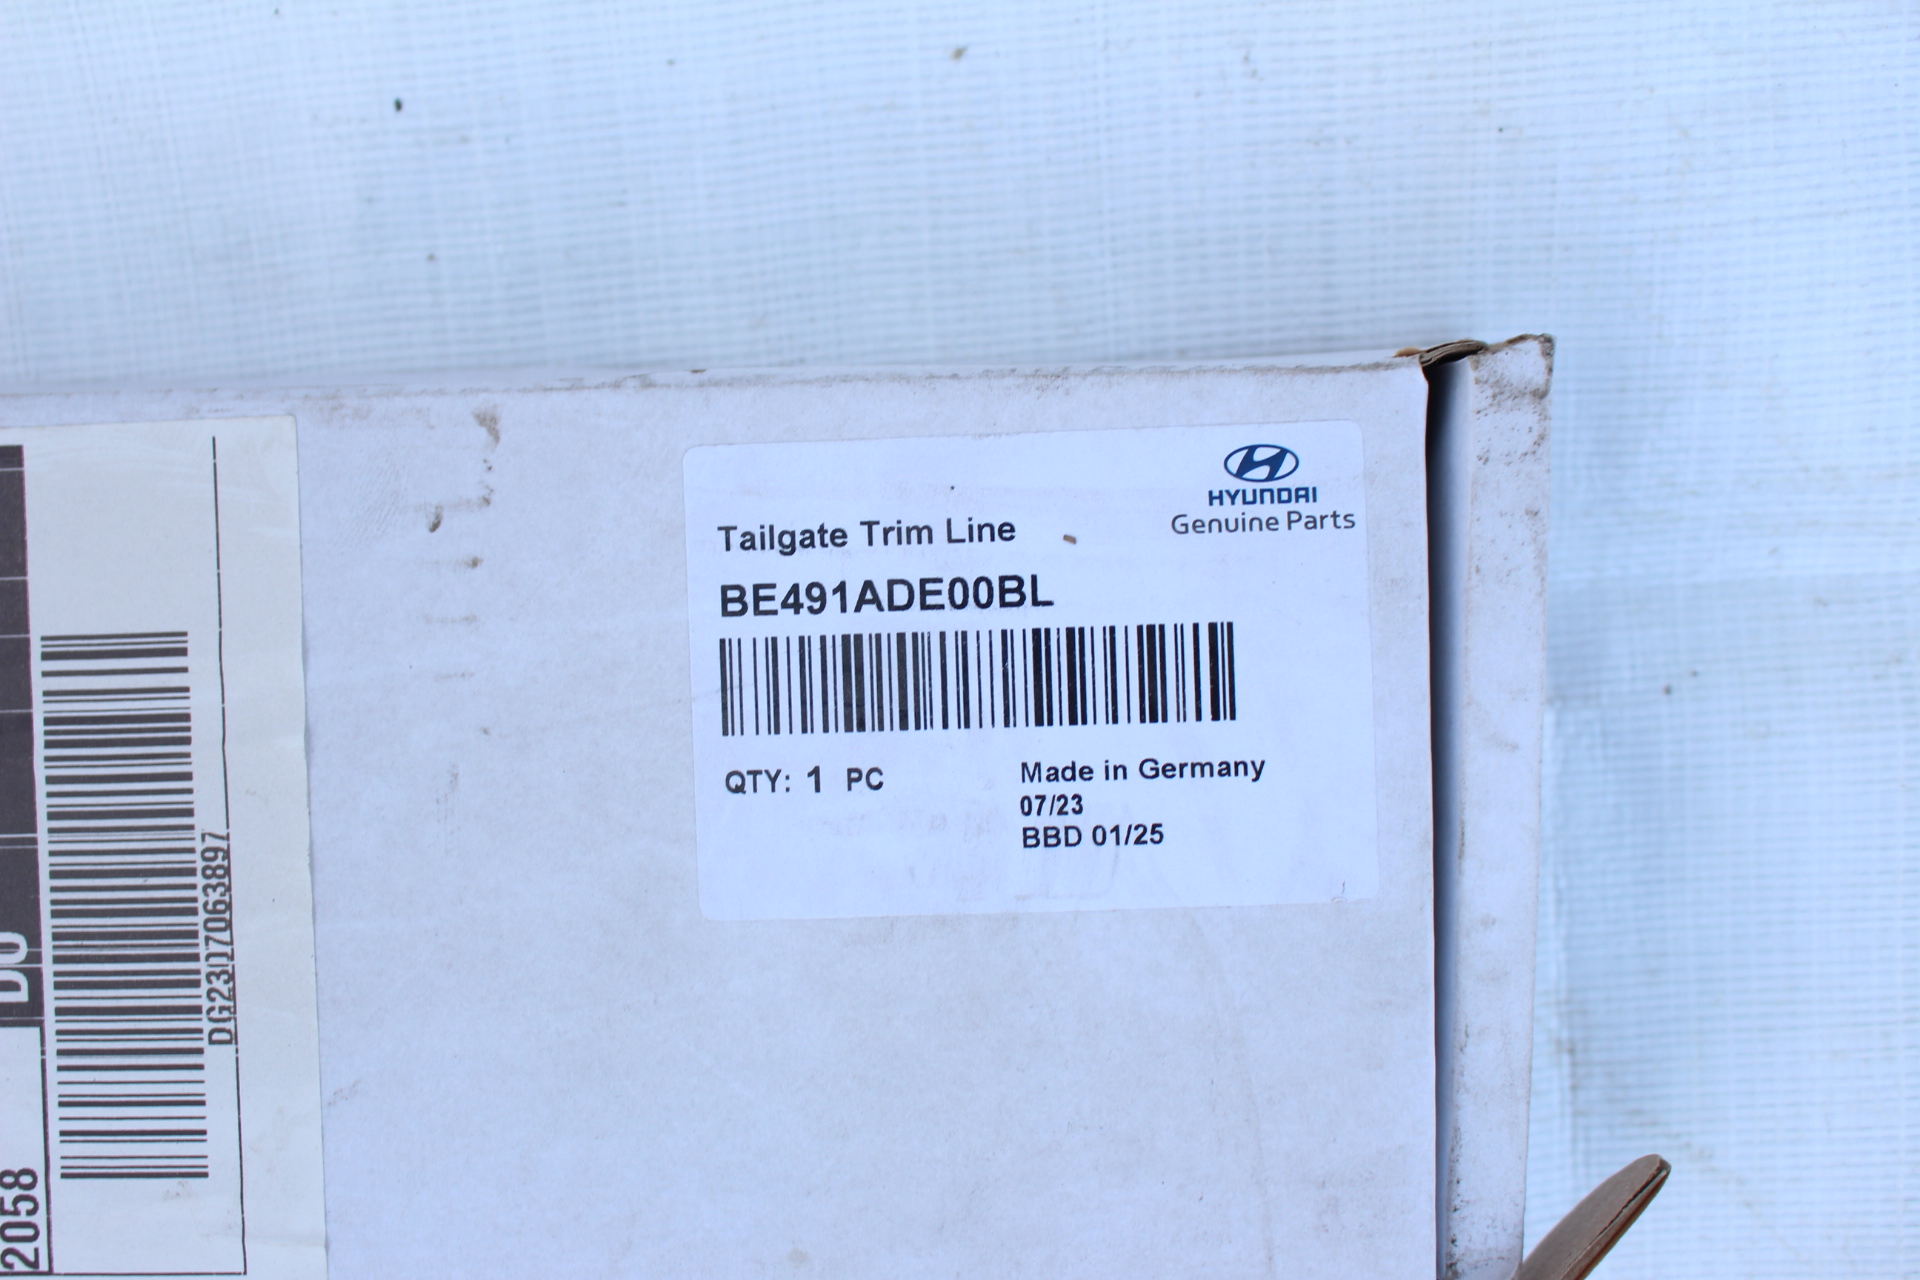 HYUNDAI
Genuine Parts
Tailgate Trim Line
BE491ADE00BL
QTY: 1 PC
Made in Germany
07/23
BBD 01/25
DG2307063897
2058